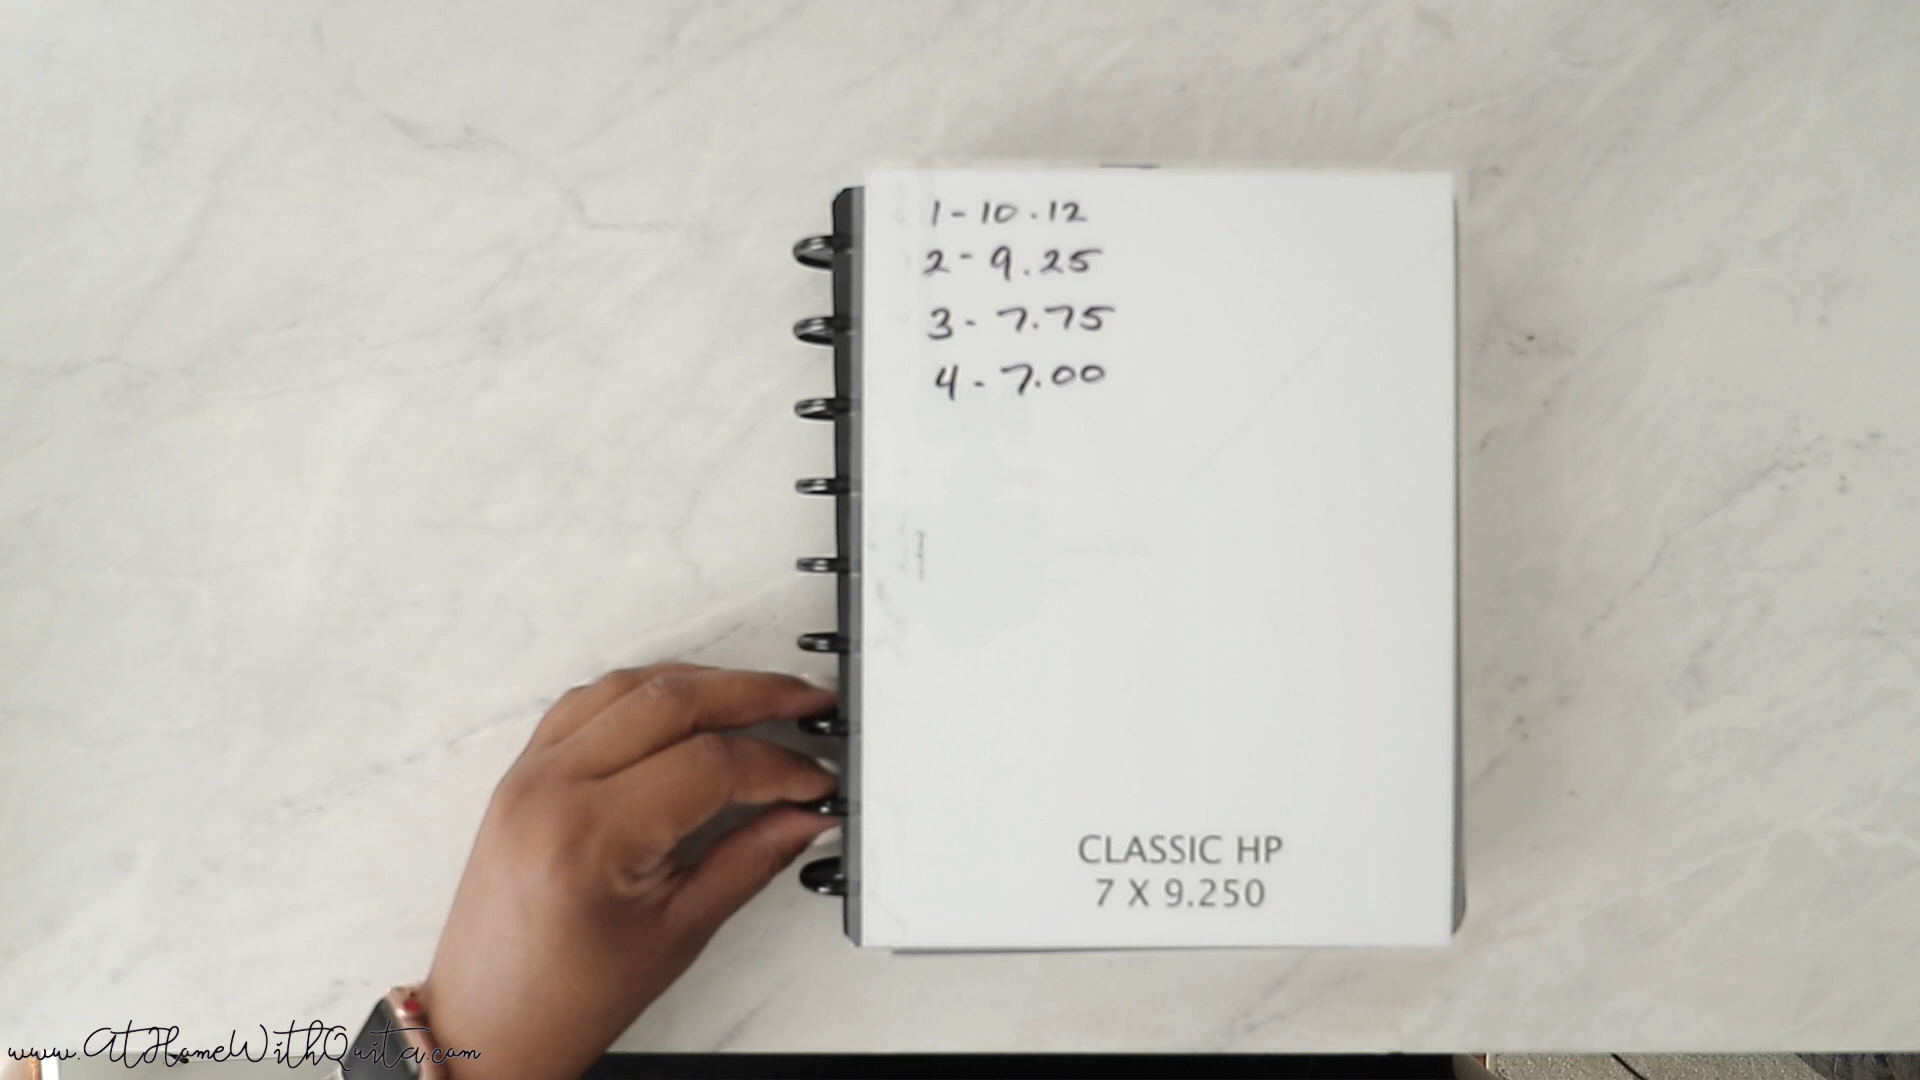 1 - 10.12
2 - 9.25
3 - 7.75
4 - 7.00
CLASSIC HP
7 X 9.250
www.AtHomeWithQuita.com